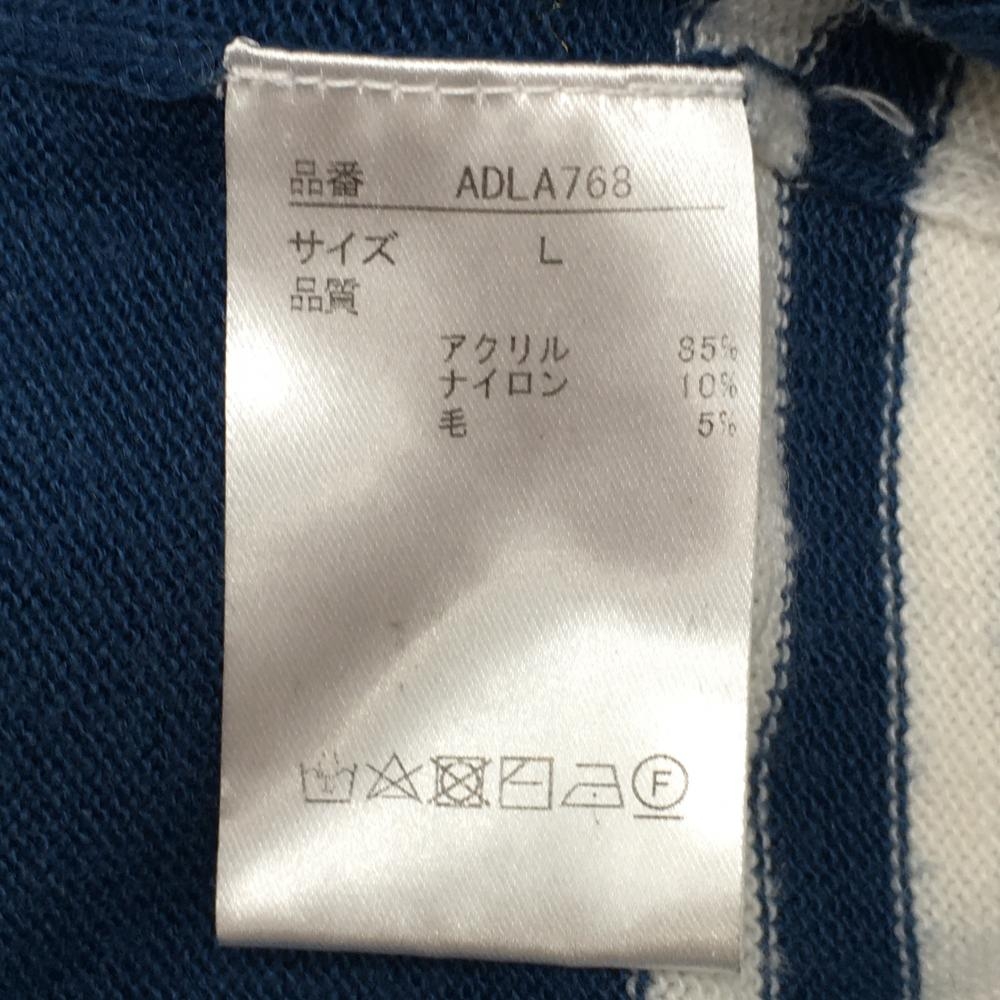 品番 ADLA768
サイズ L
品質
アクリル 85%
ナイロン 10%
毛 5%
F